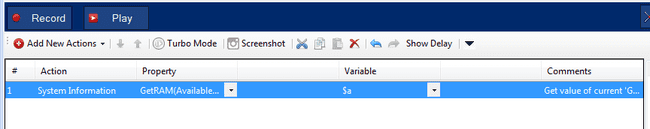 Record Play
Add New Actions Turbo Mode Screenshot Show Delay
# Action Property Variable Comments
1 System Information GetRAM(Available... $a Get value of current 'G...